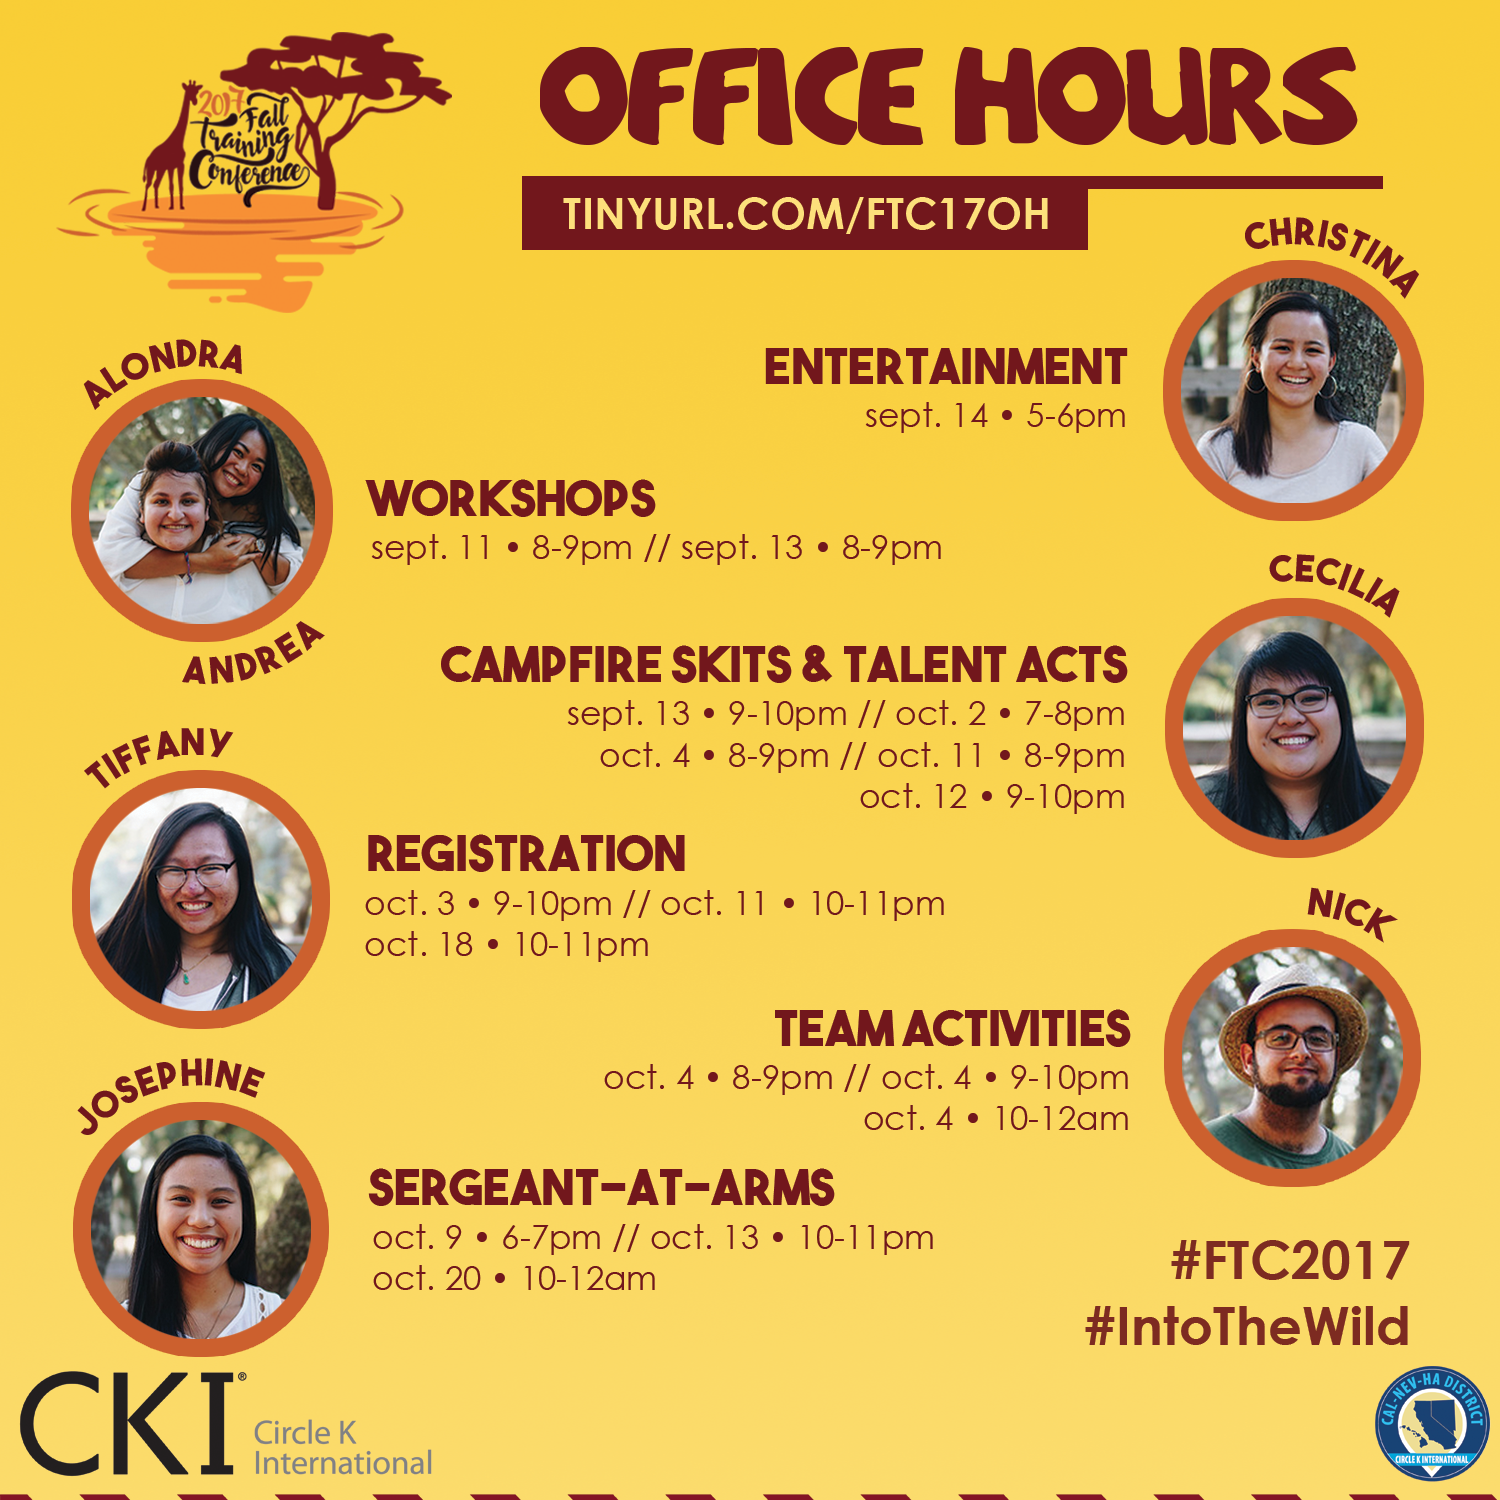 2017
Fall
Training
Conference
OFFICE HOURS
TINYURL.COM/FTC17OH
CHRISTINA
ENTERTAINMENT
sept. 14 • 5-6pm
ALONDRA
ANDREA
WORKSHOPS
sept. 11 • 8-9pm // sept. 13 • 8-9pm
CECILIA
CAMPFIRE SKITS & TALENT ACTS
sept. 13 • 9-10pm // oct. 2 • 7-8pm
oct. 4 • 8-9pm // oct. 11 • 8-9pm
oct. 12 • 9-10pm
TIFFANY
REGISTRATION
oct. 3 • 9-10pm // oct. 11 • 10-11pm
oct. 18 • 10-11pm
NICK
TEAM ACTIVITIES
oct. 4 • 8-9pm // oct. 4 • 9-10pm
oct. 4 • 10-12am
JOSEPHINE
SERGEANT-AT-ARMS
oct. 9 • 6-7pm // oct. 13 • 10-11pm
oct. 20 • 10-12am
#FTC2017
#IntoTheWild
CKI®
Circle K
International
CAL-NEV-HA DISTRICT
CIRCLE K INTERNATIONAL